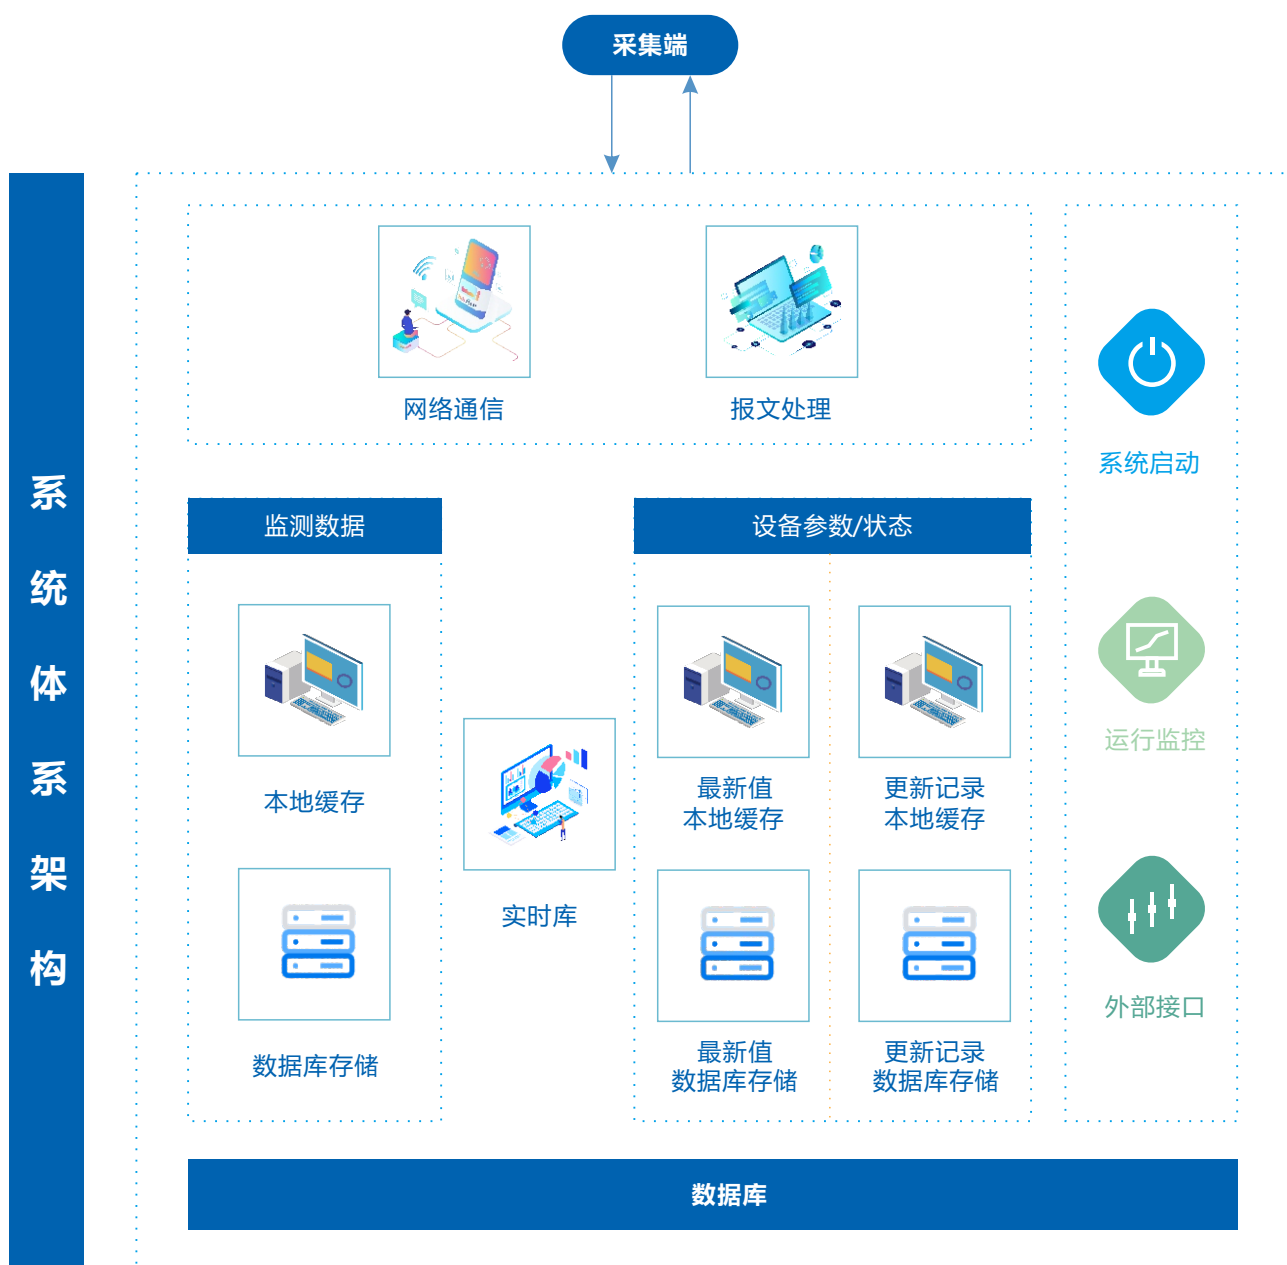 采集端
系统体系架构
网络通信
报文处理
系统启动
监测数据
设备参数/状态
本地缓存
最新值
本地缓存
更新记录
本地缓存
运行监控
实时库
数据库存储
最新值
数据库存储
更新记录
数据库存储
外部接口
数据库